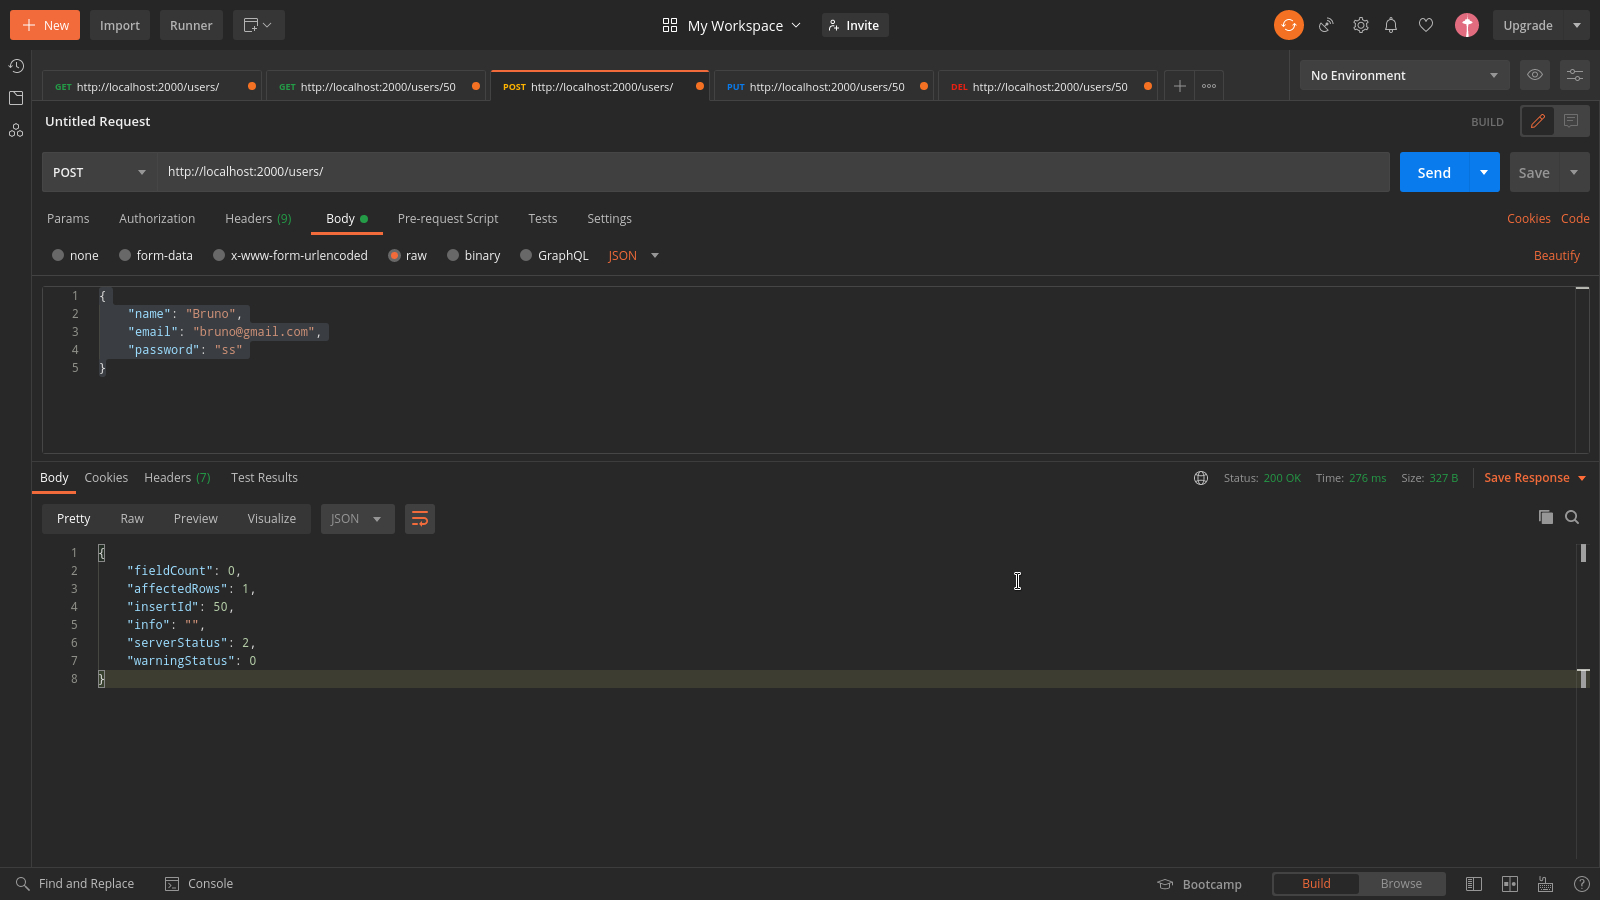 New Import Runner My Workspace Invite Upgrade
GET http://localhost:2000/users/ GET http://localhost:2000/users/50 POST http://localhost:2000/users/ PUT http://localhost:2000/users/50 DEL http://localhost:2000/users/50 No Environment
Untitled Request BUILD
POST http://localhost:2000/users/ Send Save
Params Authorization Headers (9) Body Pre-request Script Tests Settings Cookies Code
none form-data x-www-form-urlencoded raw binary GraphQL JSON Beautify
1 {
2 "name": "Bruno",
3 "email": "bruno@gmail.com",
4 "password": "ss"
5 }
Body Cookies Headers (7) Test Results Status: 200 OK Time: 276 ms Size: 327 B Save Response
Pretty Raw Preview Visualize JSON
1 {
2 "fieldCount": 0,
3 "affectedRows": 1,
4 "insertId": 50,
5 "info": "",
6 "serverStatus": 2,
7 "warningStatus": 0
8 }
Find and Replace Console Bootcamp Build Browse